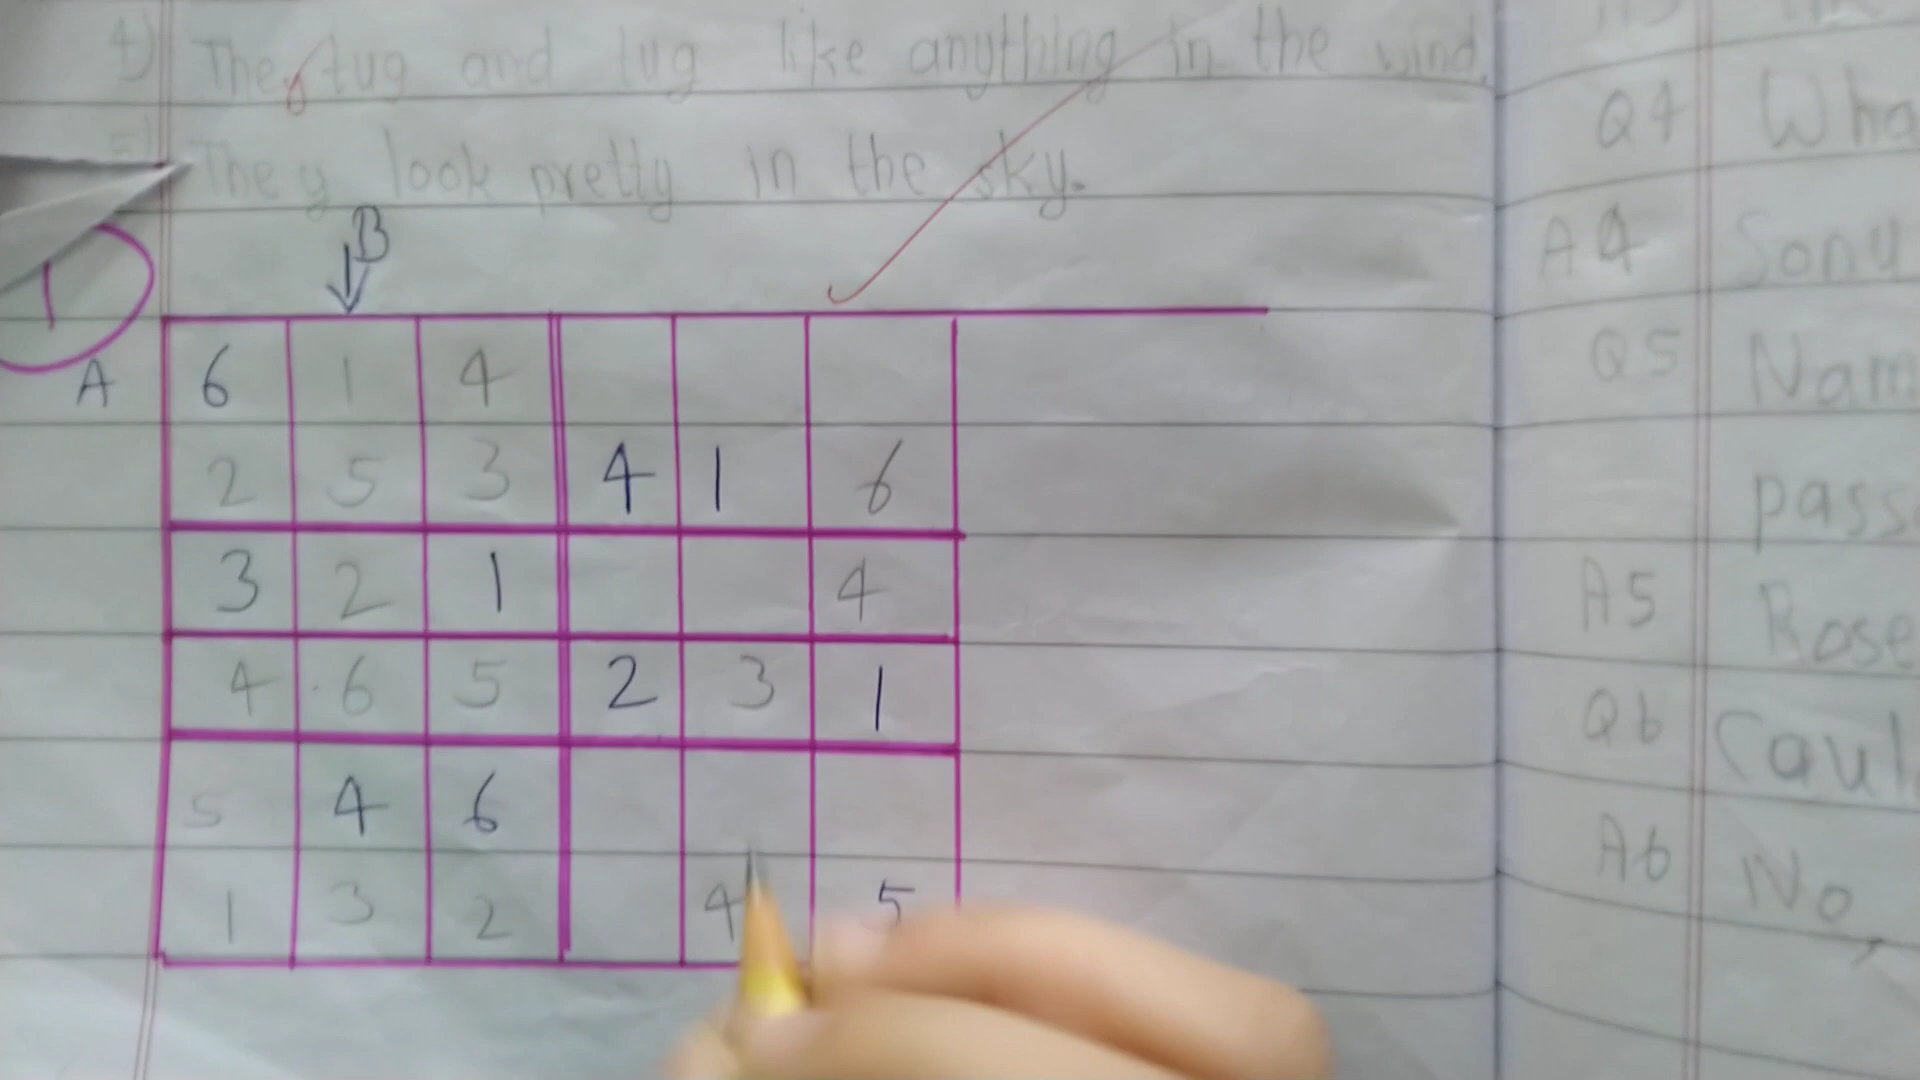 4) The tug and tug like anything in the wind.
5) They look pretty in the sky.
B
1
A 6 1 4
2 5 3 4 1 6
3 2 1 4
4 6 5 2 3 1
5 4 6
1 3 2 4 5
Q4 Wha
A4 Sonu
Q5 Nam
pass
A5 Rose
Q6 Caul
A6 No,